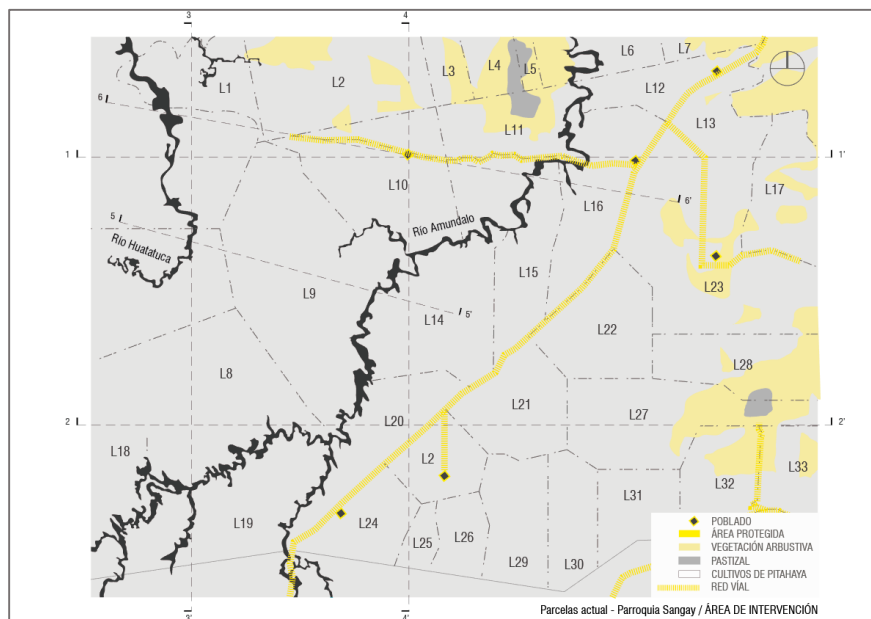 3 4
L6 L7
L1 L2 L3 L4 L5
L12
6 L11 L13
1 1'
L10 L17
L16 6'
5 Río Amundalo
Río Huatatuca
L15 L23
L9
L14 5'
L22
L28
L8
L20 L21 L27
2 2'
L18 L2 L33
L31 L32
L19 L24 L25 L26
L29 L30
POBLADO
ÁREA PROTEGIDA
VEGETACIÓN ARBUSTIVA
PASTIZAL
CULTIVOS DE PITAHAYA
RED VÍAL
3' 4'
Parcelas actual - Parroquia Sangay / ÁREA DE INTERVENCIÓN